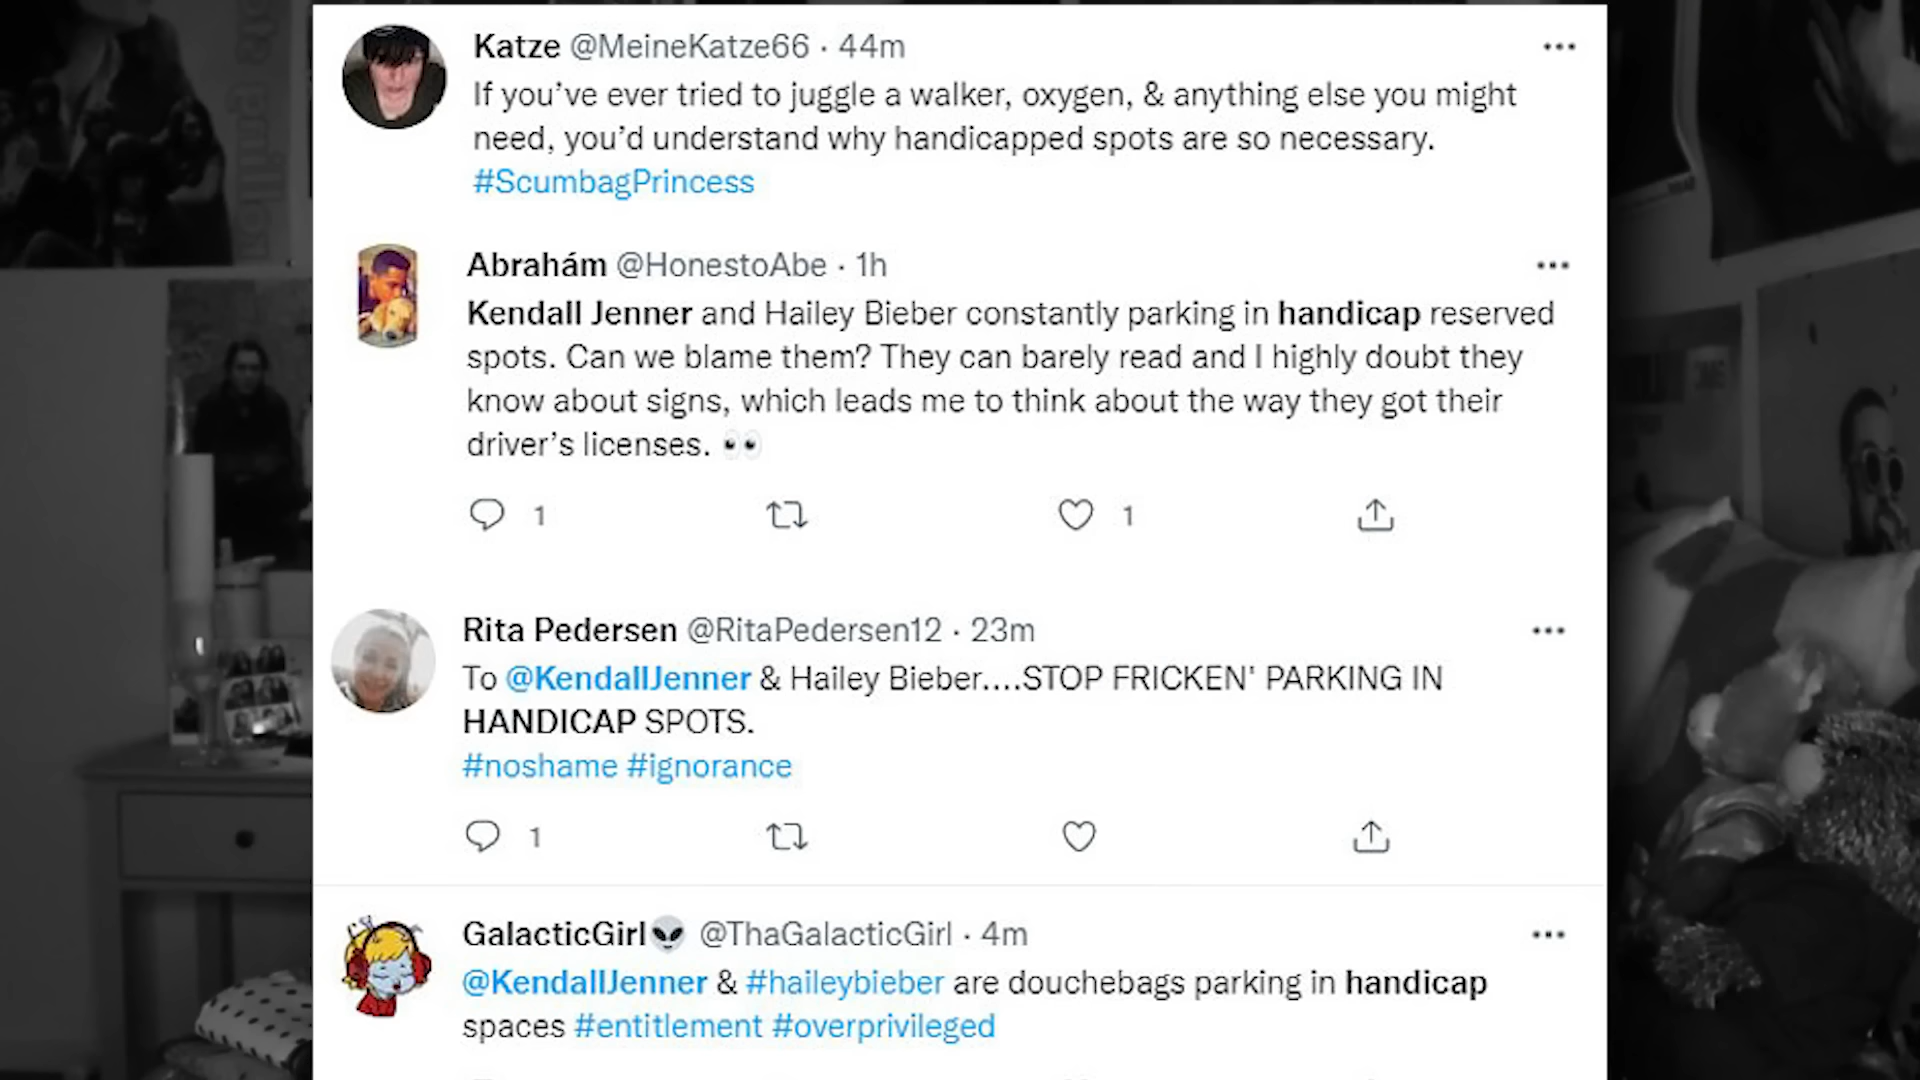 Katze @MeineKatze66 · 44m
If you’ve ever tried to juggle a walker, oxygen, & anything else you might
need, you’d understand why handicapped spots are so necessary.
#ScumbagPrincess
Abrahám @HonestoAbe · 1h
Kendall Jenner and Hailey Bieber constantly parking in handicap reserved
spots. Can we blame them? They can barely read and I highly doubt they
know about signs, which leads me to think about the way they got their
driver’s licenses. 👀
1 1
Rita Pedersen @RitaPedersen12 · 23m
To @KendallJenner & Hailey Bieber....STOP FRICKEN' PARKING IN
HANDICAP SPOTS.
#noshame #ignorance
1
GalacticGirl👽 @ThaGalacticGirl · 4m
@KendallJenner & #haileybieber are douchebags parking in handicap
spaces #entitlement #overprivileged